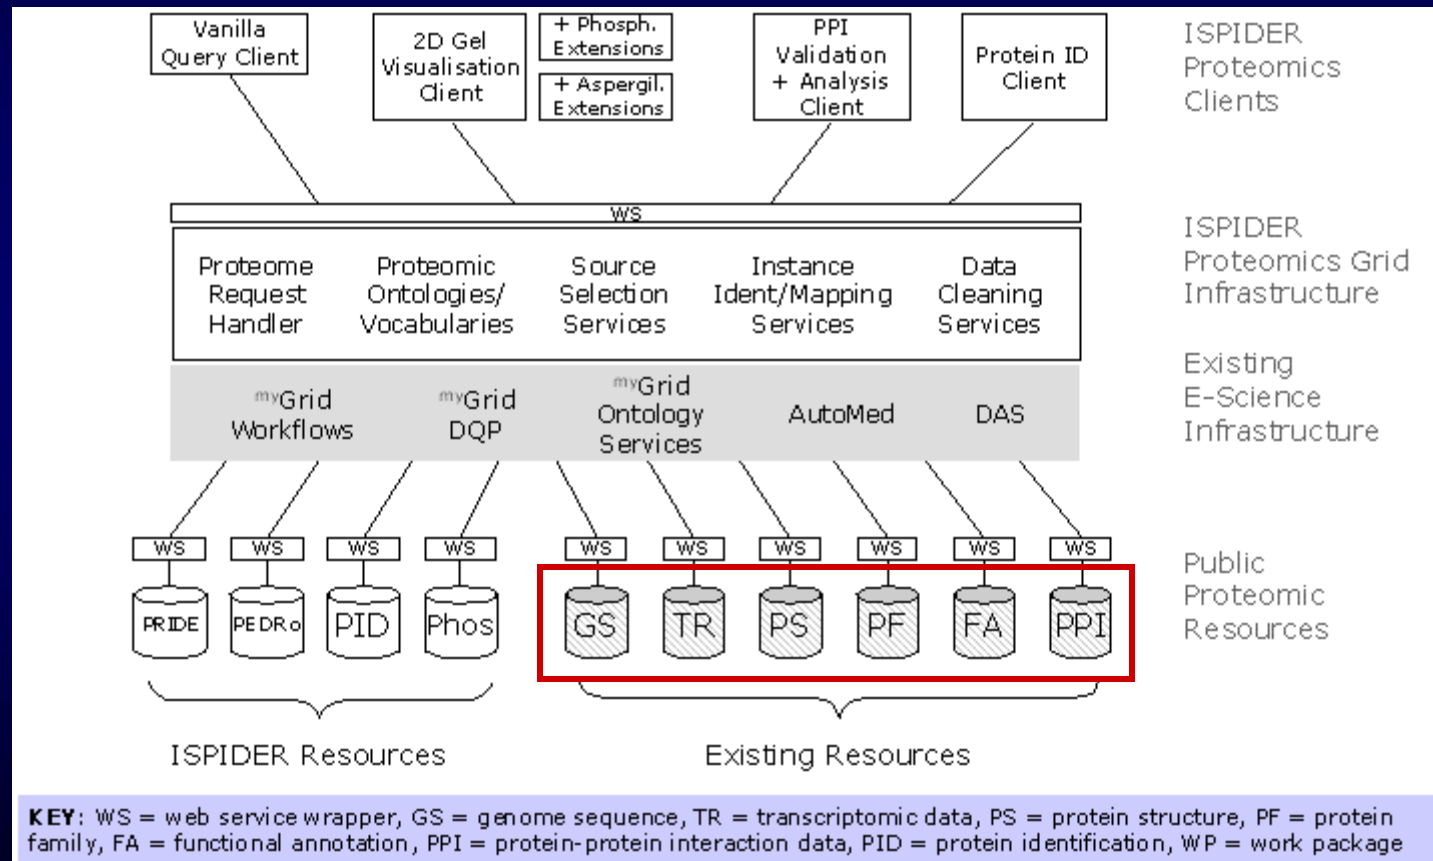 Vanilla
Query Client
2D Gel
Visualisation
Client
+ Phosph.
Extensions
+ Aspergil.
Extensions
PPI
Validation
+ Analysis
Client
Protein ID
Client
ISPIDER
Proteomics
Clients
WS
Proteome
Request
Handler
Proteomic
Ontologies/
Vocabularies
Source
Selection
Services
Instance
Ident/Mapping
Services
Data
Cleaning
Services
ISPIDER
Proteomics Grid
Infrastructure
myGrid
Workflows
myGrid
DQP
myGrid
Ontology
Services
AutoMed
DAS
Existing
E-Science
Infrastructure
WS WS WS WS WS WS WS WS WS WS
PRIDE PEDRo PID Phos GS TR PS PF FA PPI
Public
Proteomic
Resources
ISPIDER Resources
Existing Resources
KEY: WS = web service wrapper, GS = genome sequence, TR = transcriptomic data, PS = protein structure, PF = protein
family, FA = functional annotation, PPI = protein-protein interaction data, PID = protein identification, WP = work package